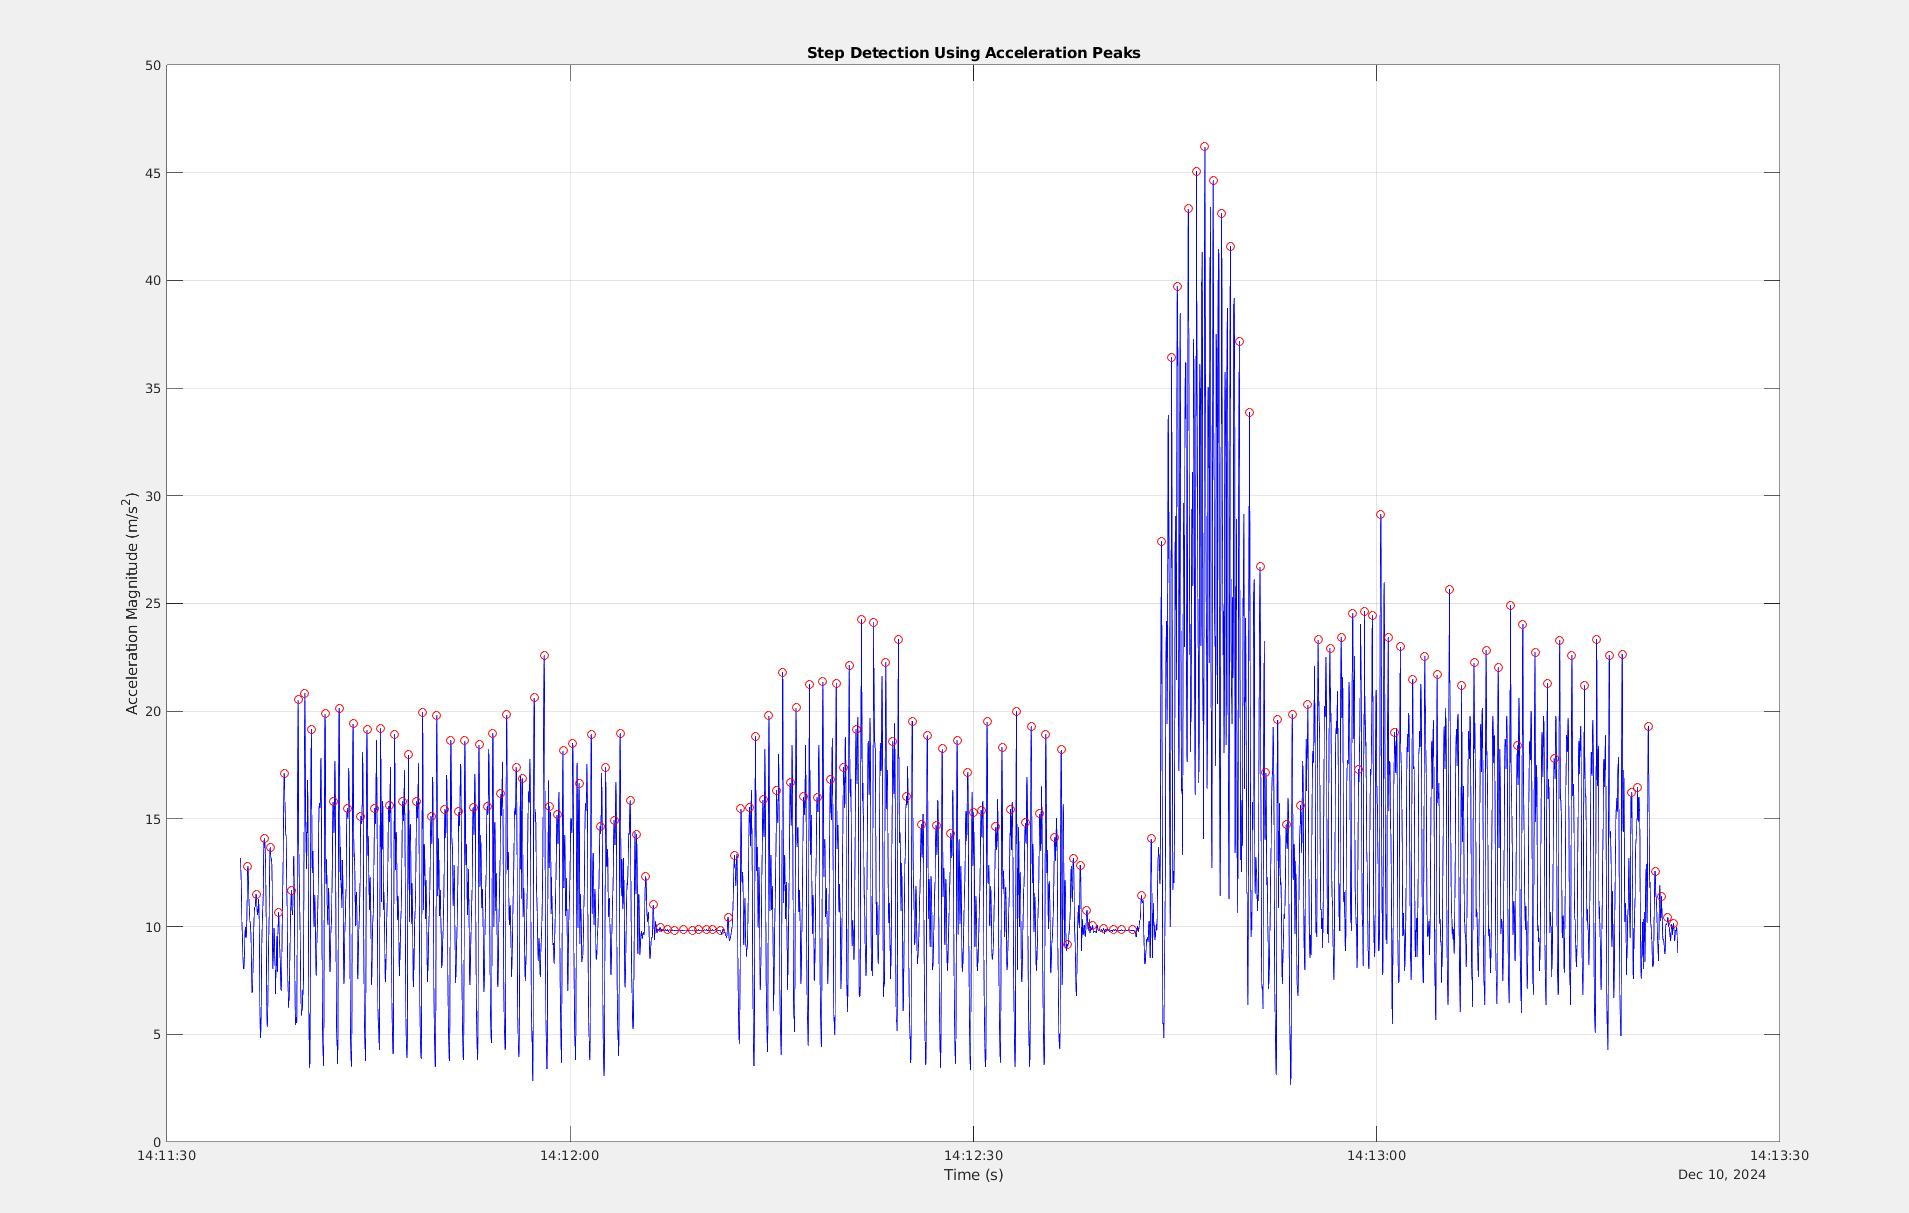 Step Detection Using Acceleration Peaks
50
45
40
35
30
25
20
15
10
5
0
Acceleration Magnitude (m/s²)
14:11:30 14:12:00 14:12:30 14:13:00 14:13:30
Time (s)
Dec 10, 2024